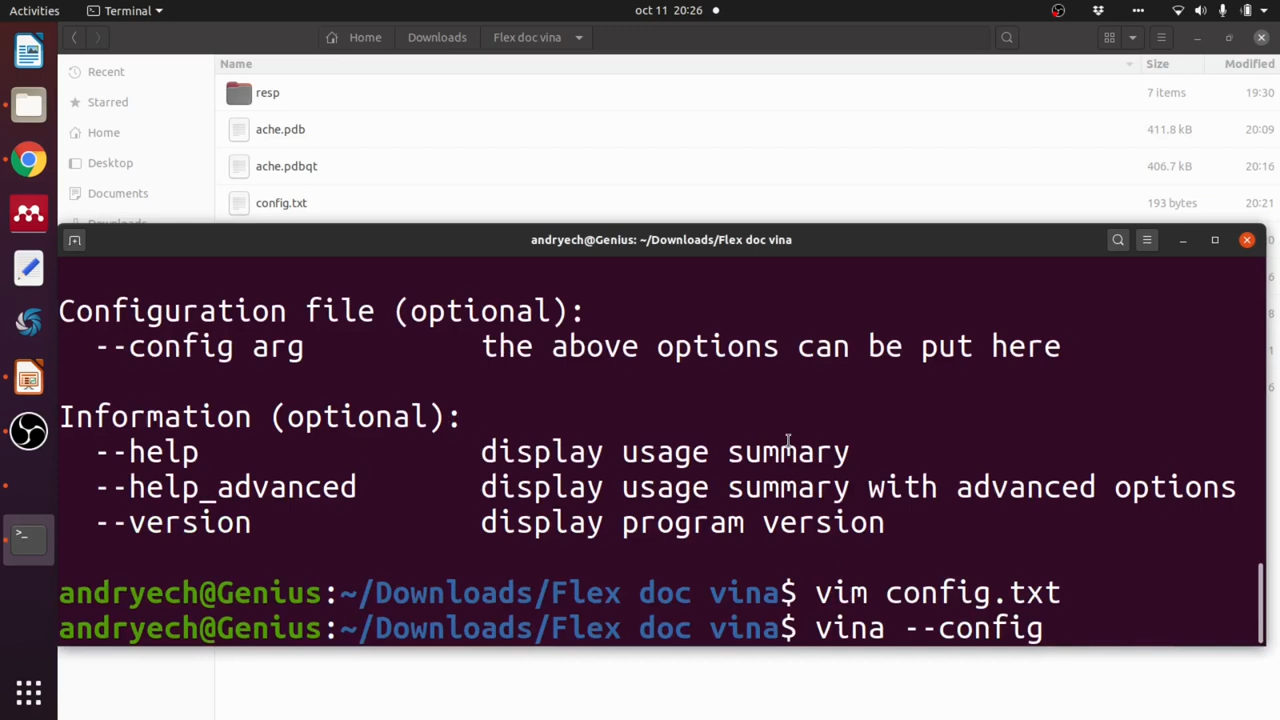 Activities Terminal oct 11 20:26
Home Downloads Flex doc vina
Name Size Modified
Recent
resp 7 items 19:30
Starred
ache.pdb 411.8 kB 20:09
Home
Desktop
ache.pdbqt 406.7 kB 20:16
Documents
config.txt 193 bytes 20:21
andryech@Genius: ~/Downloads/Flex doc vina
Configuration file (optional):
--config arg the above options can be put here
Information (optional):
--help display usage summary
--help_advanced display usage summary with advanced options
--version display program version
andryech@Genius:~/Downloads/Flex doc vina$ vim config.txt
andryech@Genius:~/Downloads/Flex doc vina$ vina --config